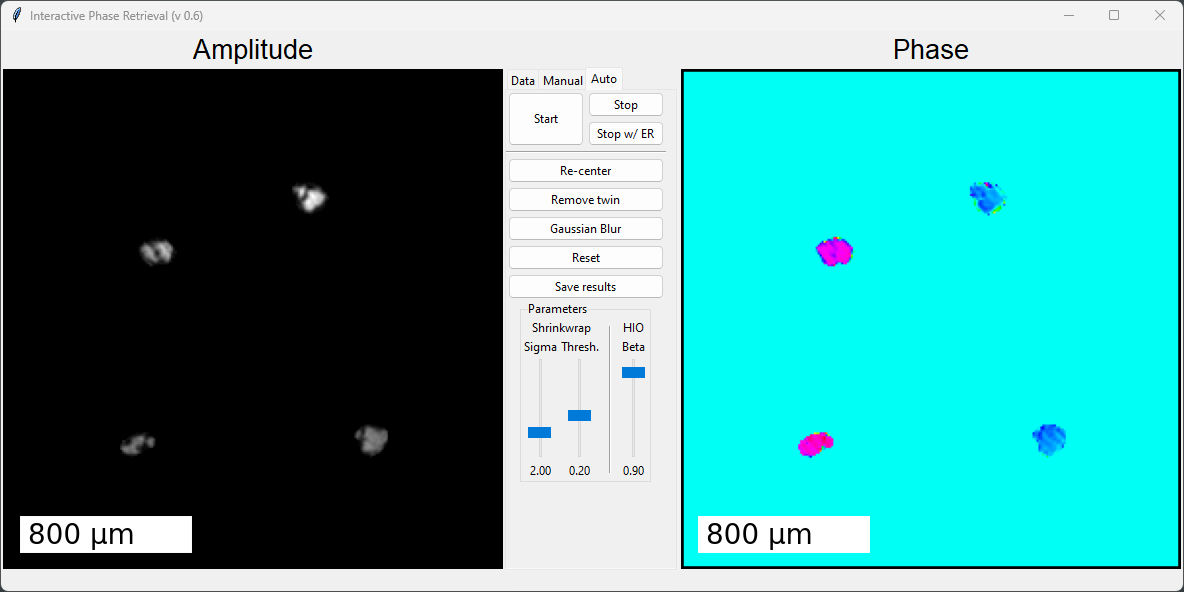 Interactive Phase Retrieval (v 0.6)
Amplitude
Phase
Data Manual Auto
Start
Stop
Stop w/ ER
Re-center
Remove twin
Gaussian Blur
Reset
Save results
Parameters
Shrinkwrap HIO
Sigma Thresh. Beta
2.00 0.20 0.90
800 µm
800 µm